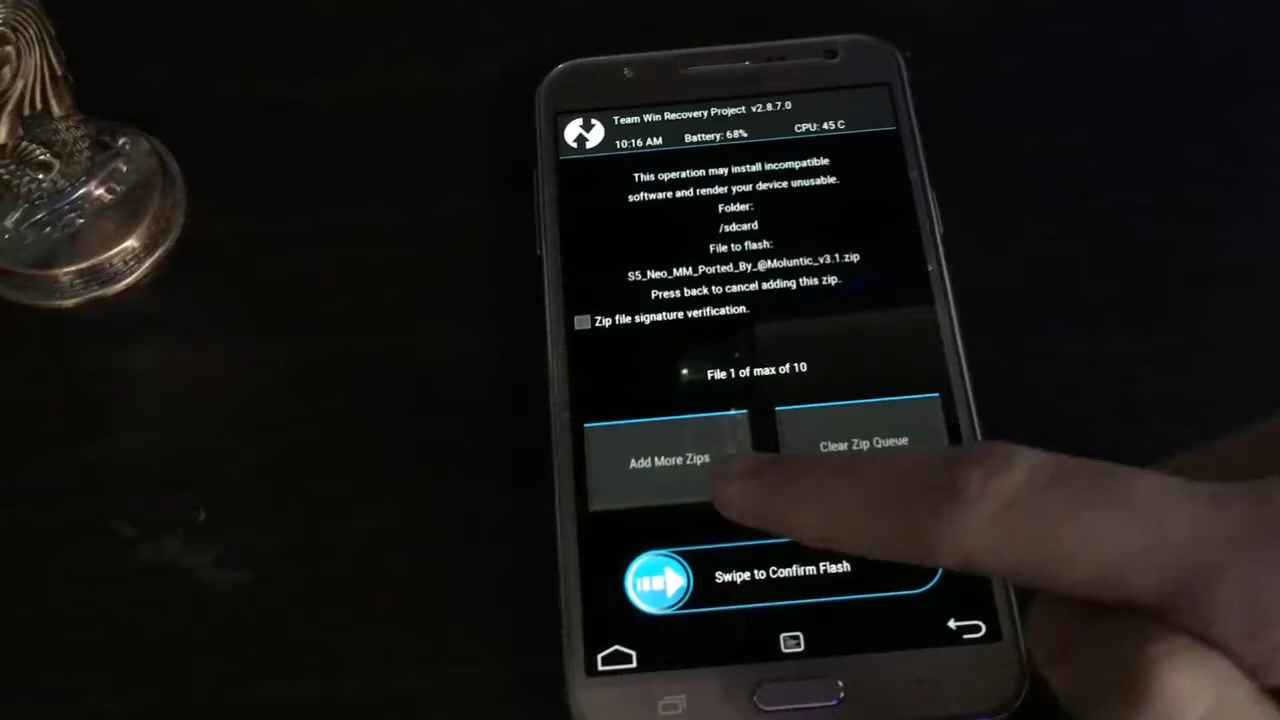 Team Win Recovery Project v2.8.7.0
10:16 AM Battery: 68% CPU: 45 C
This operation may install incompatible
software and render your device unusable.
Folder:
/sdcard
File to flash:
S5_Neo_MM_Ported_By_@Moluntic_v3.1.zip
Press back to cancel adding this zip.
Zip file signature verification.
File 1 of max of 10
Add More Zips
Clear Zip Queue
Swipe to Confirm Flash